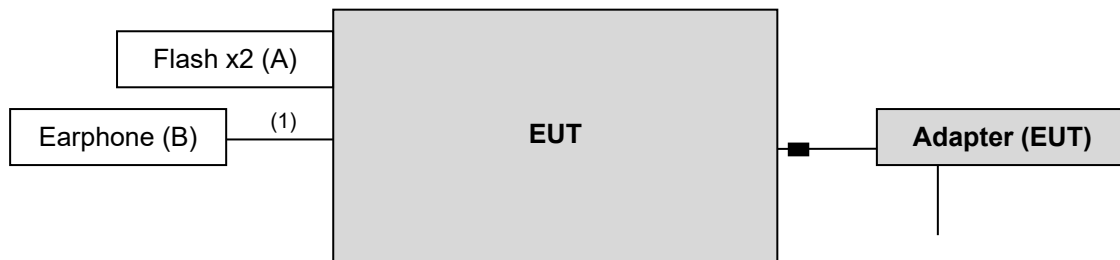 Flash x2 (A)
Earphone (B)
(1)
EUT
Adapter (EUT)